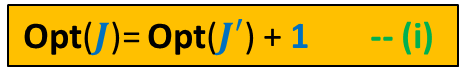 Opt(J)= Opt(J′) + 1 -- (i)